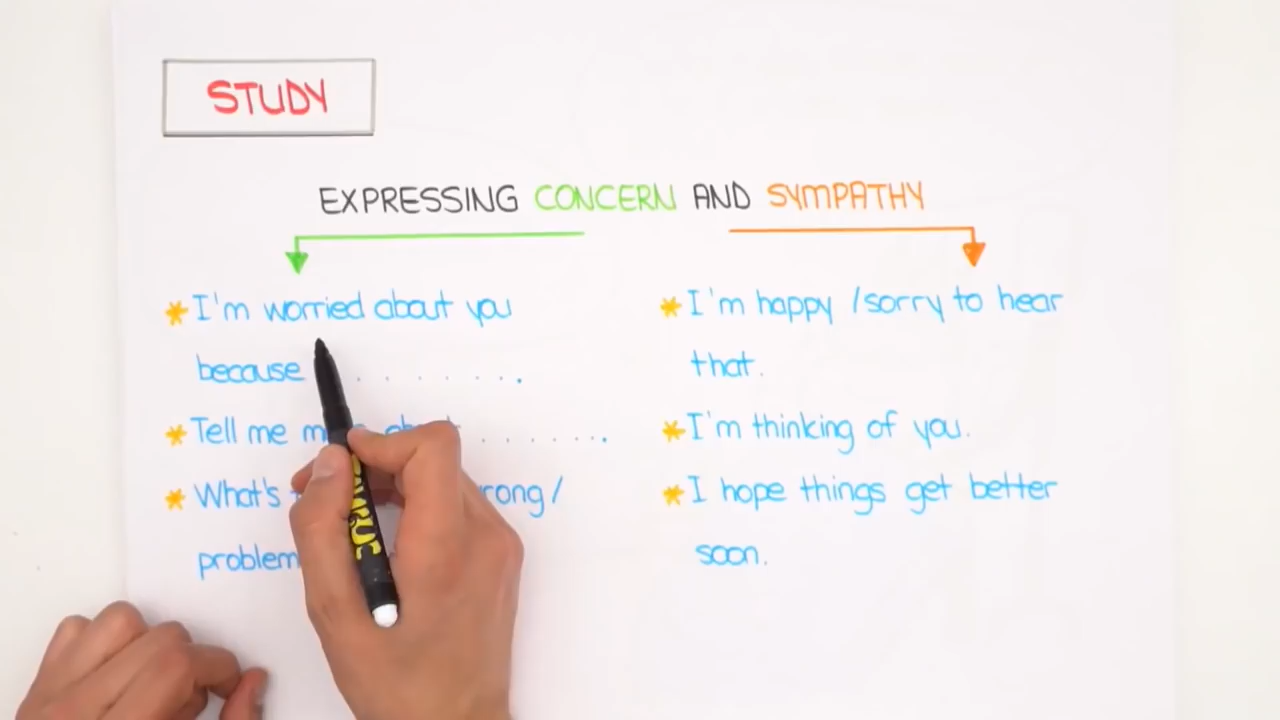 STUDY
EXPRESSING CONCERN AND SYMPATHY
I'm worried about you
because . . . . . . . .
Tell me . . . . . . .
What's /
problem
I'm happy /sorry to hear
that.
I'm thinking of you.
I hope things get better
soon.